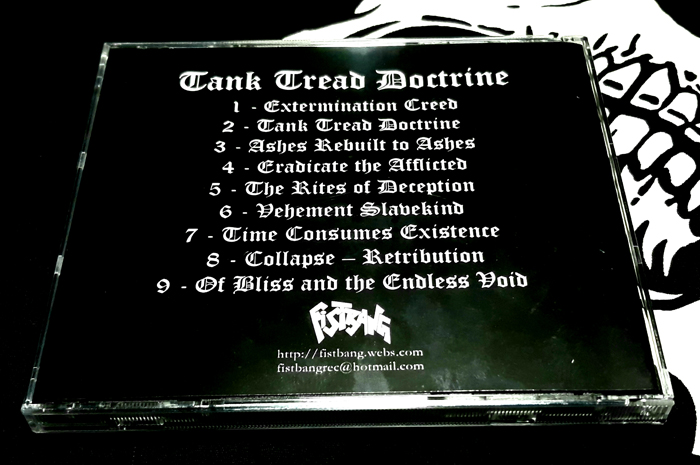 Tank Tread Doctrine
1 - Extermination Creed
2 - Tank Tread Doctrine
3 - Ashes Rebuilt to Ashes
4 - Eradicate the Afflicted
5 - The Rites of Deception
6 - Vehement Slavekind
7 - Time Consumes Existence
8 - Collapse – Retribution
9 - Of Bliss and the Endless Void
FISTBANG
http://fistbang.webs.com
fistbangrec@hotmail.com